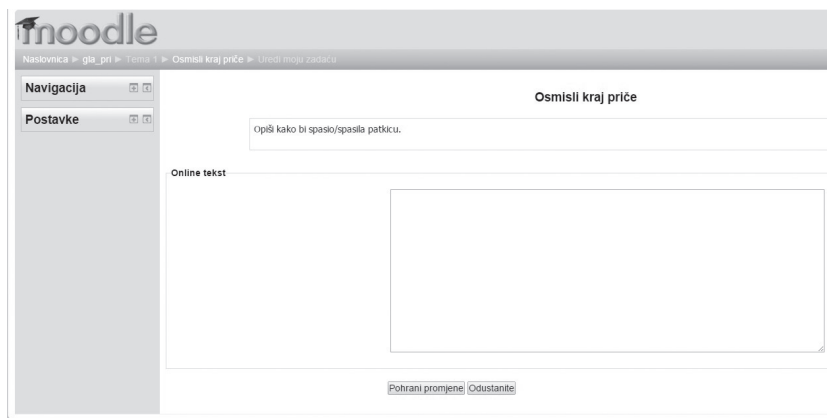 moodle
Naslovnica ► gla_pri ► Tema 1 ► Osmisli kraj priče ► Uredi moju zadaću
Navigacija
Postavke
Osmisli kraj priče
Opiši kako bi spasio/spasila patkicu.
Online tekst
Pohrani promjene Odustanite